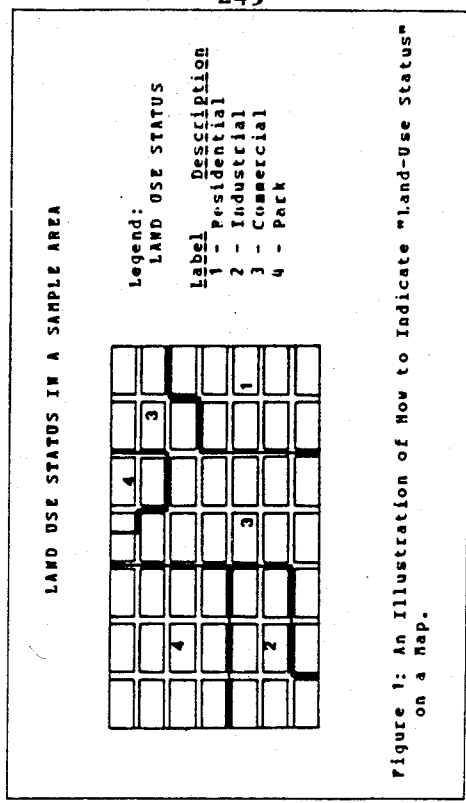 LAND USE STATUS IN A SAMPLE AREA
4
3
4
3 1
2
Legend:
LAND USE STATUS
Label Description
1 - Residential
2 - Industrial
3 - Commercial
4 - Park
Figure 1: An Illustration of How to Indicate "Land-Use Status"
on a Map.